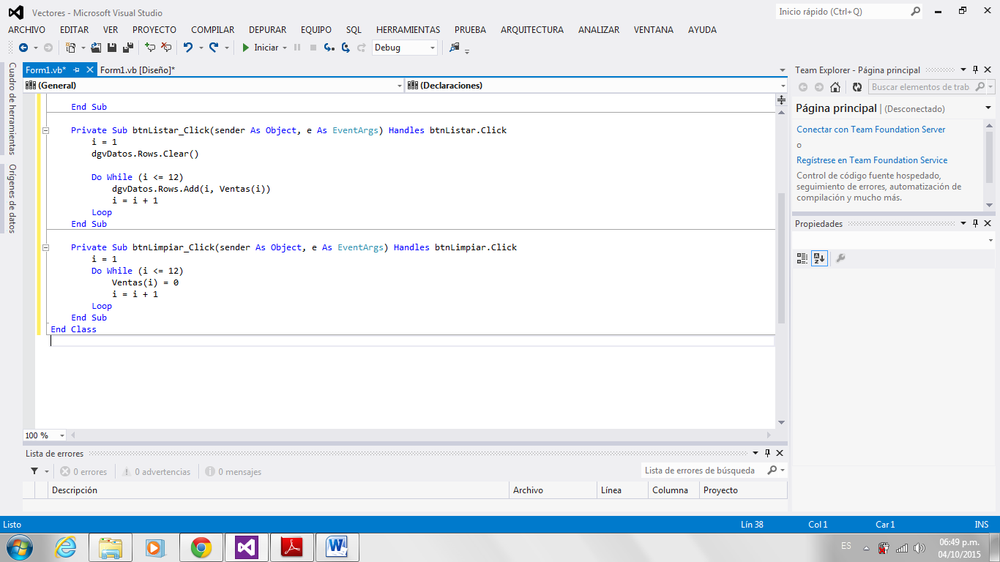 Vectores - Microsoft Visual Studio
Inicio rápido (Ctrl+Q)
ARCHIVO EDITAR VER PROYECTO COMPILAR DEPURAR EQUIPO SQL HERRAMIENTAS PRUEBA ARQUITECTURA ANALIZAR VENTANA AYUDA
Iniciar Debug
Cuadro de herramientas
Orígenes de datos
Form1.vb* Form1.vb [Diseño]*
(General) (Declaraciones)
End Sub
Private Sub btnListar_Click(sender As Object, e As EventArgs) Handles btnListar.Click
i = 1
dgvDatos.Rows.Clear()
Do While (i <= 12)
dgvDatos.Rows.Add(i, Ventas(i))
i = i + 1
Loop
End Sub
Private Sub btnLimpiar_Click(sender As Object, e As EventArgs) Handles btnLimpiar.Click
i = 1
Do While (i <= 12)
Ventas(i) = 0
i = i + 1
Loop
End Sub
End Class
100 %
Team Explorer - Página principal
Buscar elementos de trab
Página principal | (Desconectado)
Conectar con Team Foundation Server
o
Regístrese en Team Foundation Service
Control de código fuente hospedado,
seguimiento de errores, automatización de
compilación y mucho más.
Propiedades
Lista de errores
0 errores 0 advertencias 0 mensajes
Lista de errores de búsqueda
Descripción Archivo Línea Columna Proyecto
Listo Lín 38 Col 1 Car 1 INS
ES
06:49 p.m.
04/10/2015